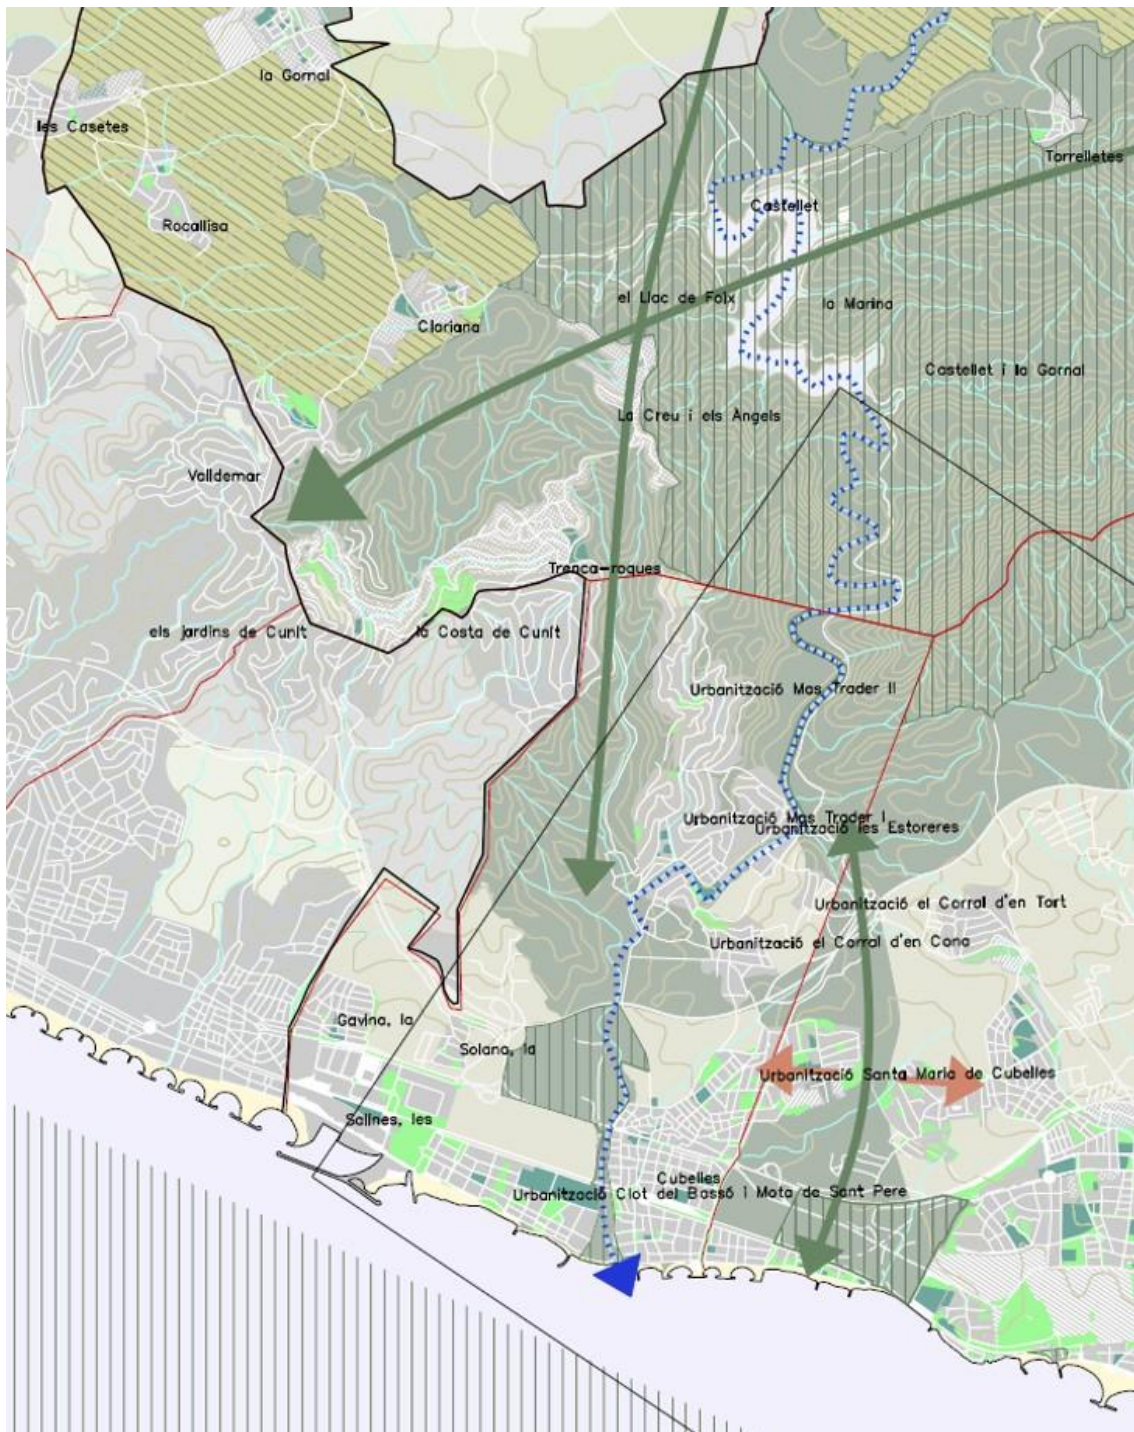 la Gornal
les Casetes
Torrelletes
Castellet
Rocallisa
el Llac de Foix
la Marina
Cloriana
Castellet i la Gornal
La Creu i els Àngels
Valldemar
Trenca-roques
els jardins de Cunit
la Costa de Cunit
Urbanització Mas Trader II
Urbanització Mas Trader I
Urbanització les Estoreres
Urbanització el Corral d'en Tort
Urbanització el Corral d'en Cona
Gavina, la
Solana, la
Urbanització Santa Maria de Cubelles
Salines, les
Cubelles
Urbanització Clot del Bassó i Mota de Sant Pere